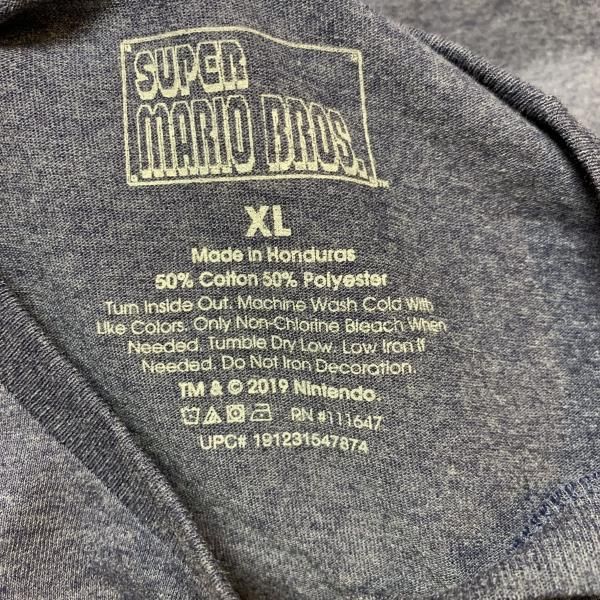 SUPER
MARIO BROS.™
XL
Made in Honduras
50% Cotton 50% Polyester
Turn Inside Out. Machine Wash Cold With
Like Colors. Only Non-Chlorine Bleach When
Needed. Tumble Dry Low. Low Iron If
Needed. Do Not Iron Decoration.
TM & © 2019 Nintendo.
RN #111647
UPC# 191231547874